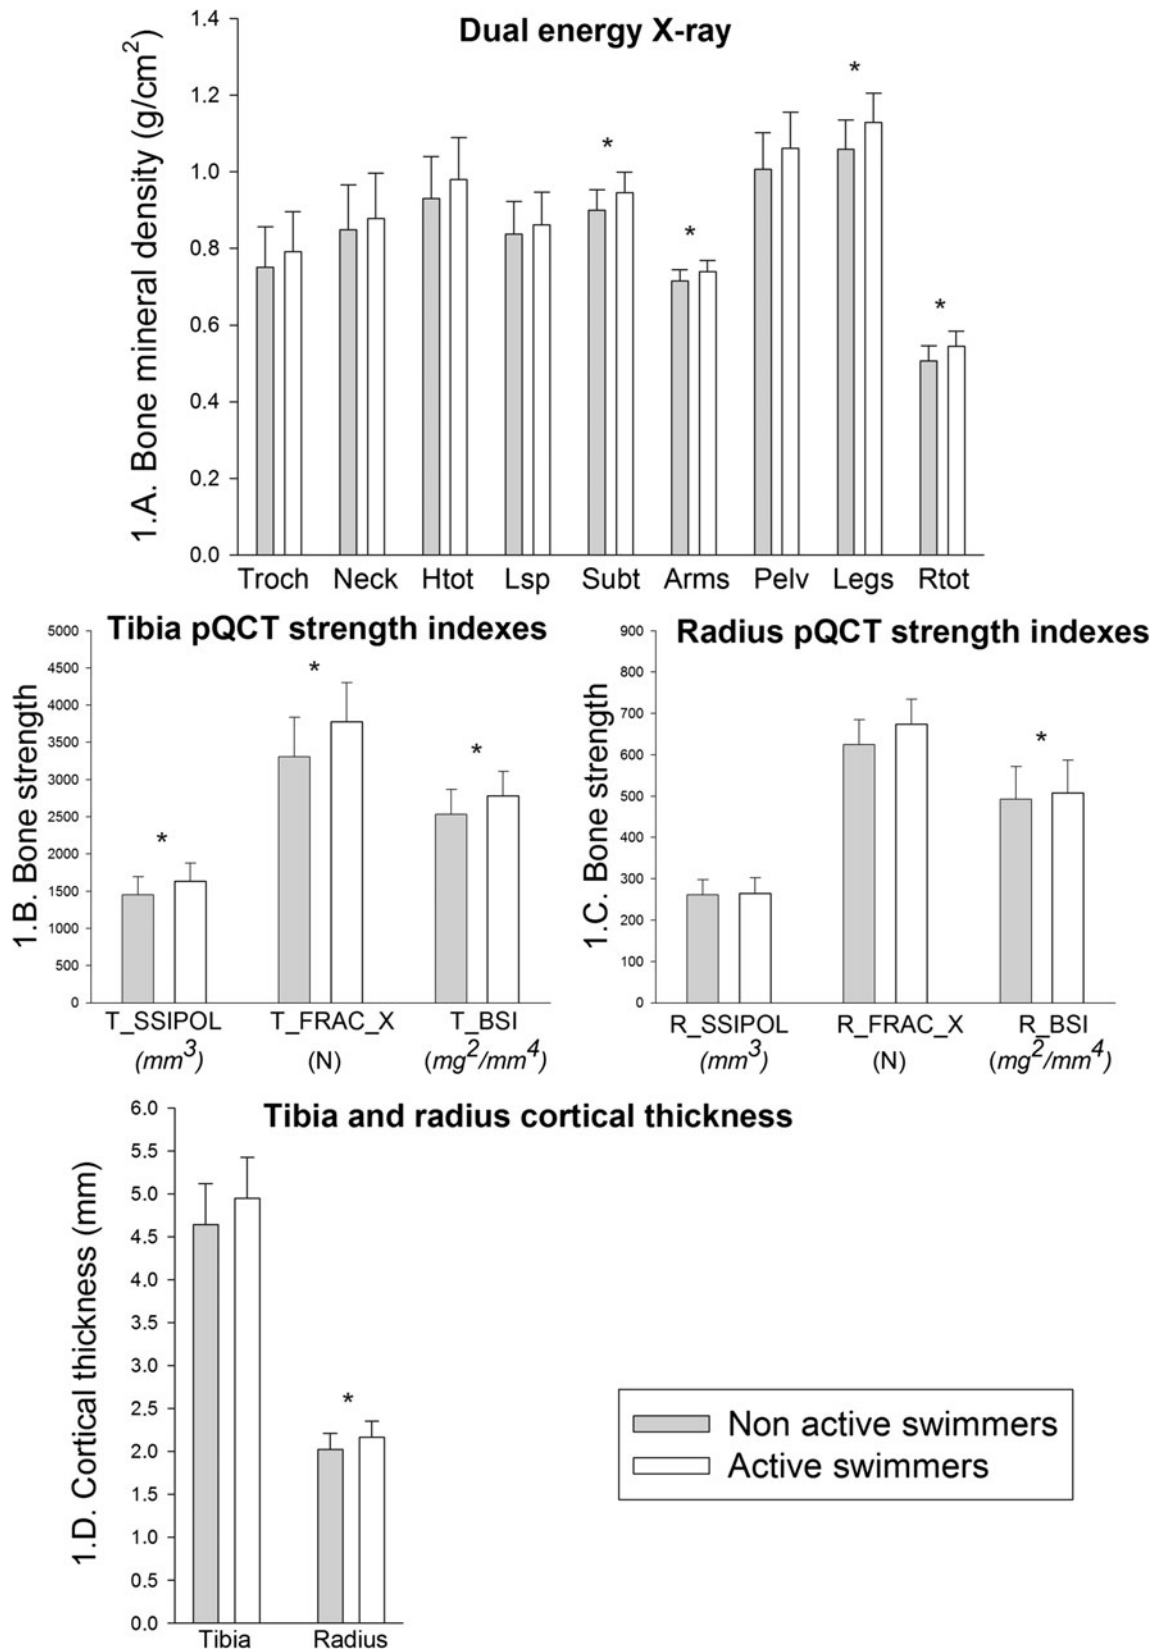 Dual energy X-ray
1.A. Bone mineral density (g/cm²)
1.4
1.2
1.0
0.8
0.6
0.4
0.2
0.0
* * * *
Troch Neck Htot Lsp Subt Arms Pelv Legs Rtot
Tibia pQCT strength indexes
1.B. Bone strength
5000
4500
4000
3500
3000
2500
2000
1500
1000
500
0
* * *
T_SSIPOL T_FRAC_X T_BSI
(mm³) (N) (mg²/mm⁴)
Radius pQCT strength indexes
1.C. Bone strength
900
800
700
600
500
400
300
200
100
0
*
R_SSIPOL R_FRAC_X R_BSI
(mm³) (N) (mg²/mm⁴)
Tibia and radius cortical thickness
1.D. Cortical thickness (mm)
6.0
5.5
5.0
4.5
4.0
3.5
3.0
2.5
2.0
1.5
1.0
0.5
0.0
*
Tibia Radius
Non active swimmers
Active swimmers